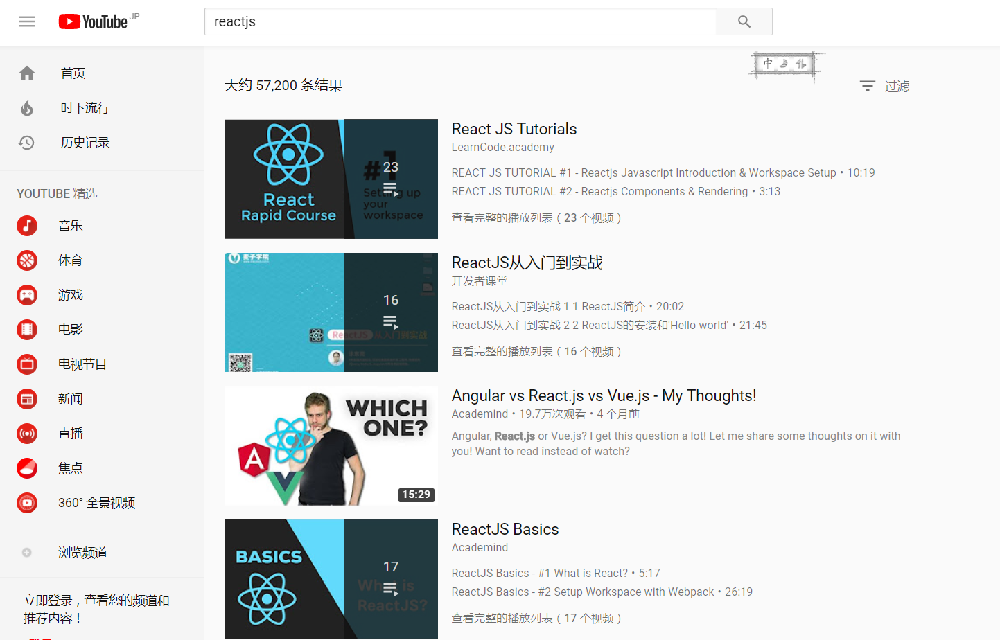 YouTube JP
reactjs
中
首页
时下流行
历史记录
YOUTUBE 精选
音乐
体育
游戏
电影
电视节目
新闻
直播
焦点
360° 全景视频
浏览频道
立即登录，查看您的频道和
推荐内容！
大约 57,200 条结果
过滤
React
Rapid Course
#1
Setting up
your
workspace
23
React JS Tutorials
LearnCode.academy
REACT JS TUTORIAL #1 - Reactjs Javascript Introduction & Workspace Setup • 10:19
REACT JS TUTORIAL #2 - Reactjs Components & Rendering • 3:13
查看完整的播放列表（23 个视频）
麦子学院
ReactJS 从入门到实战
16
ReactJS从入门到实战
开发者课堂
ReactJS从入门到实战 1 1 ReactJS简介 • 20:02
ReactJS从入门到实战 2 2 ReactJS的安装和'Hello world' • 21:45
查看完整的播放列表（16 个视频）
WHICH
ONE?
15:29
Angular vs React.js vs Vue.js - My Thoughts!
Academind • 19.7万次观看 • 4 个月前
Angular, React.js or Vue.js? I get this question a lot! Let me share some thoughts on it with
you! Want to read instead of watch?
BASICS
What is
ReactJS?
17
ReactJS Basics
Academind
ReactJS Basics - #1 What is React? • 5:17
ReactJS Basics - #2 Setup Workspace with Webpack • 26:19
查看完整的播放列表（17 个视频）